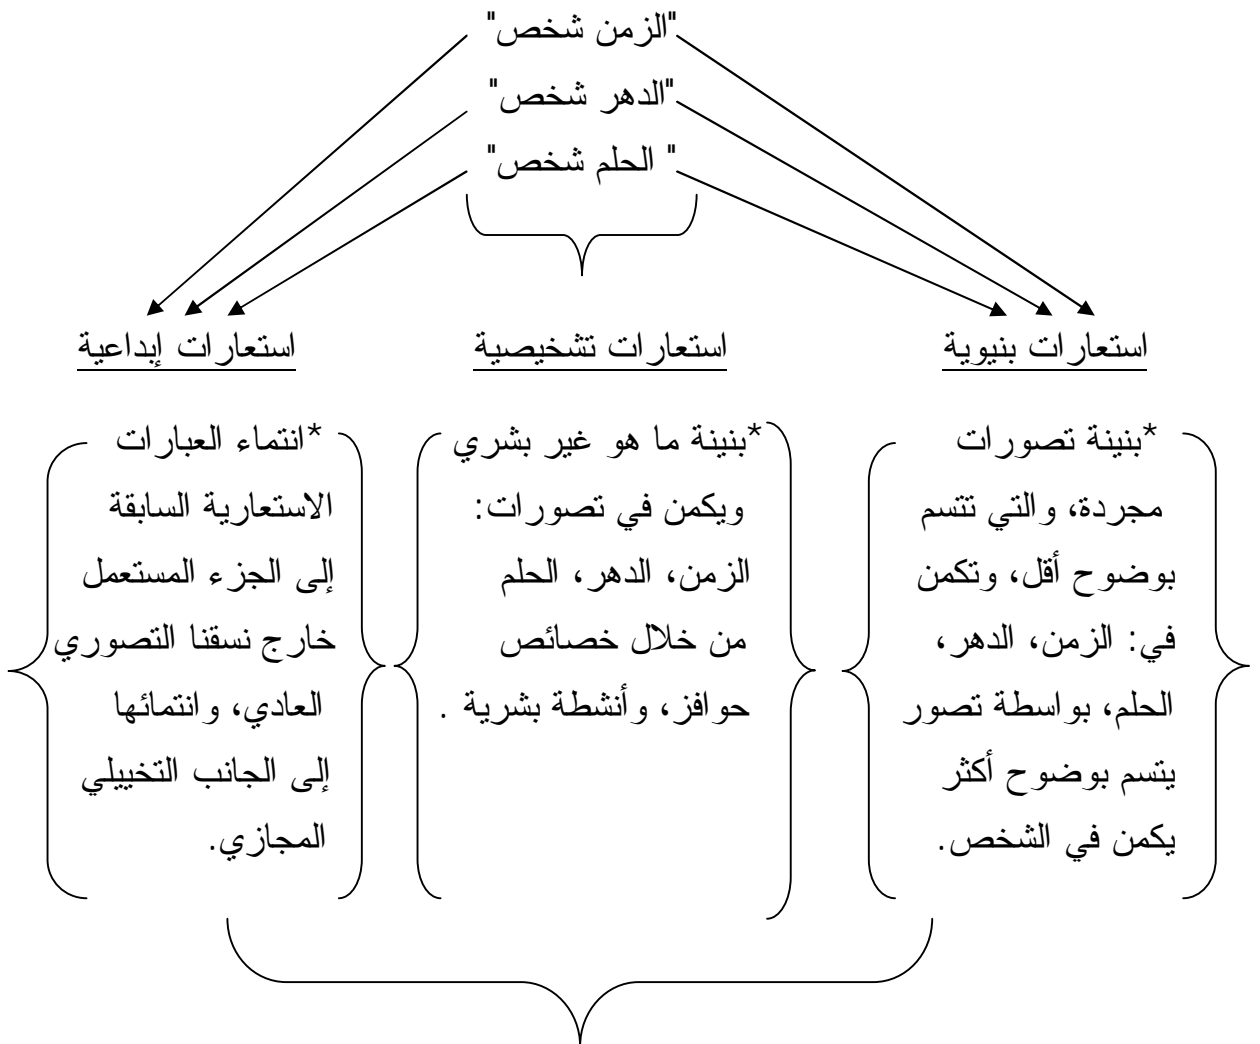 "الزمن شخص"
"الدهر شخص"
" الحلم شخص"
استعارات بنيوية
استعارات تشخيصية
استعارات إبداعية
*بنينة تصورات
مجردة، والتي تتسم
بوضوح أقل، وتكمن
في: الزمن، الدهر،
الحلم، بواسطة تصور
يتسم بوضوح أكثر
يكمن في الشخص.
*بنينة ما هو غير بشري
ويكمن في تصورات:
الزمن، الدهر، الحلم
من خلال خصائص
حوافز، وأنشطة بشرية .
*انتماء العبارات
الاستعارية السابقة
إلى الجزء المستعمل
خارج نسقنا التصوري
العادي، وانتمائها
إلى الجانب التخييلي
المجازي.